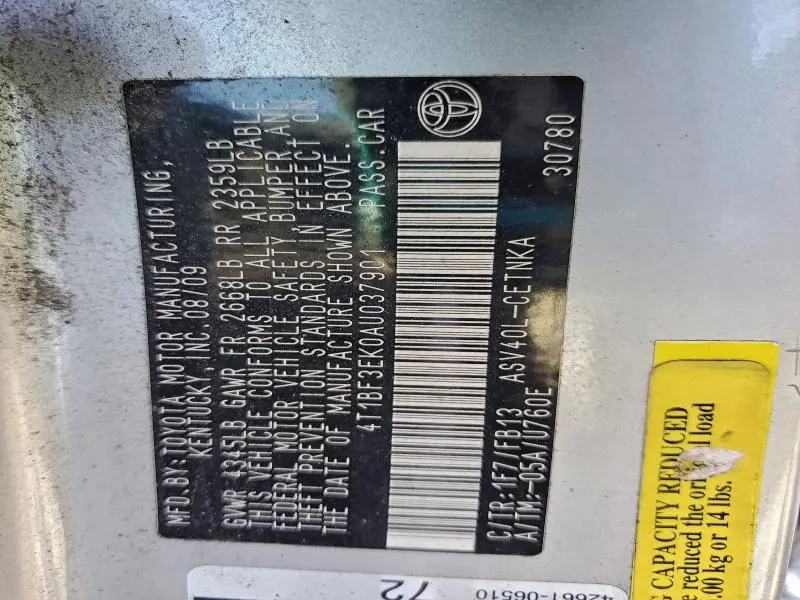 MFD.BY:TOYOTA MOTOR MANUFACTURING,
KENTUCKY INC. 08/09
GVWR 4345LB GAWR FR 2668LB RR 2359LB
THIS VEHICLE CONFORMS TO ALL APPLICABLE
FEDERAL MOTOR VEHICLE SAFETY BUMPER, AND
THEFT PREVENTION STANDARDS IN EFFECT ON
THE DATE OF MANUFACTURE SHOWN ABOVE.
4T1BF3EK0AU037901 PASS.CAR
C/TR:1F7/FB13 ASV40L-CETNKA
A/TM:-05A/U760E 30780
G CAPACITY REDUCED
e reduced the load
.00 kg or 14 lbs.
72
42661-06510